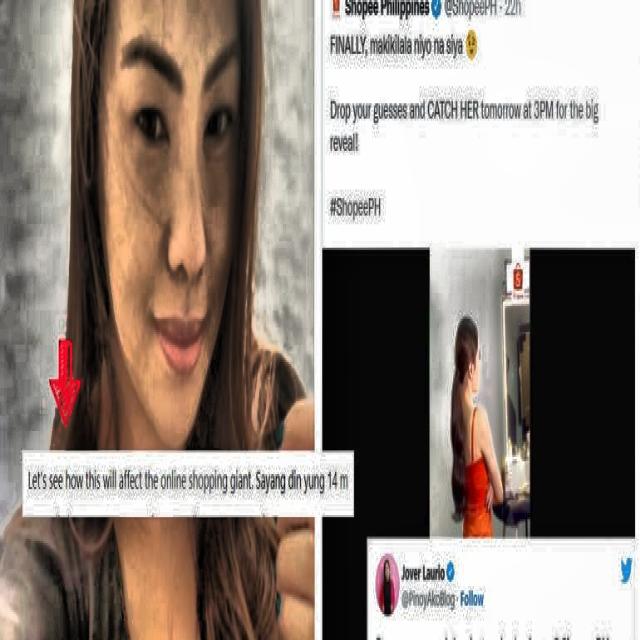 Shopee Philippines @ShopeePH · 22h
FINALLY, makikilala niyo na siya
Drop your guesses and CATCH HER tomorrow at 3PM for the big
reveal!
#ShopeePH
Let's see how this will affect the online shopping giant. Sayang din yung 14 m
Jover Laurio
@PinoyAkoBlog · Follow